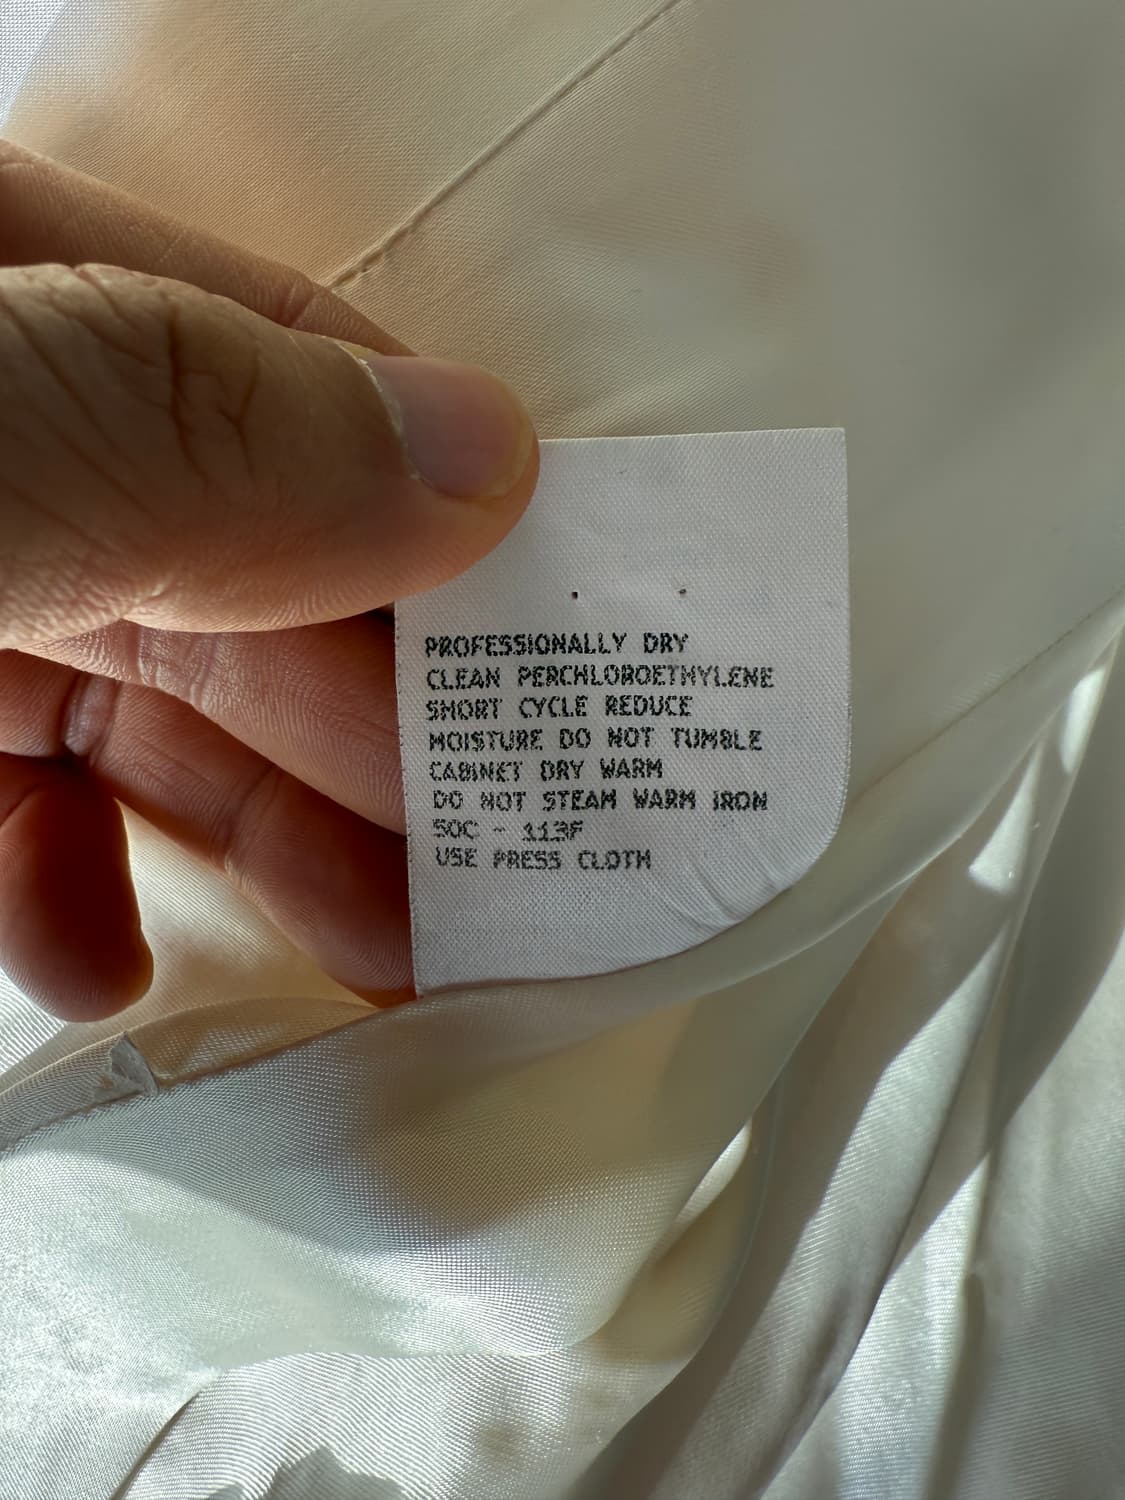 PROFESSIONALLY DRY
CLEAN PERCHLOROETHYLENE
SHORT CYCLE REDUCE
MOISTURE DO NOT TUMBLE
CABINET DRY WARM
DO NOT STEAM WARM IRON
50C - 113F
USE PRESS CLOTH